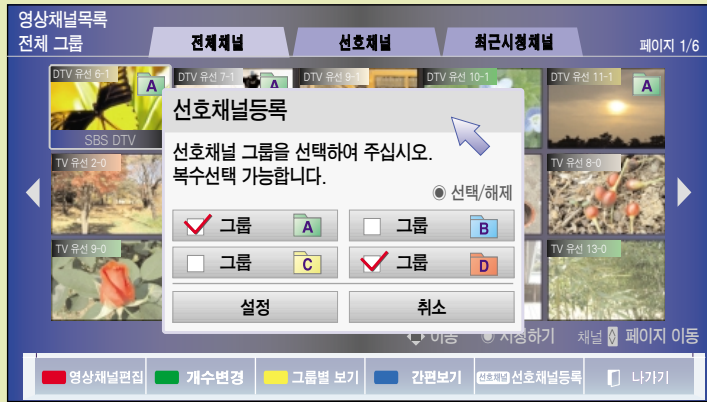 영상채널목록
전체 그룹
전체채널
선호채널
최근시청채널
페이지 1/6
DTV 유선 6-1
A
DTV 유선 7-1
A
DTV 유선 9-1
DTV 유선 10-1
DTV 유선 11-1
A
SBS DTV
선호채널등록
선호채널 그룹을 선택하여 주십시오.
복수선택 가능합니다.
선택/해제
TV 유선 2-0
TV 유선 8-0
그룹 A
그룹 B
그룹 C
그룹 D
TV 유선 9-0
TV 유선 13-0
설정
취소
이동
시청하기
채널 페이지 이동
영상채널편집
개수변경
그룹별 보기
간편보기
선호채널 선호채널등록
나가기